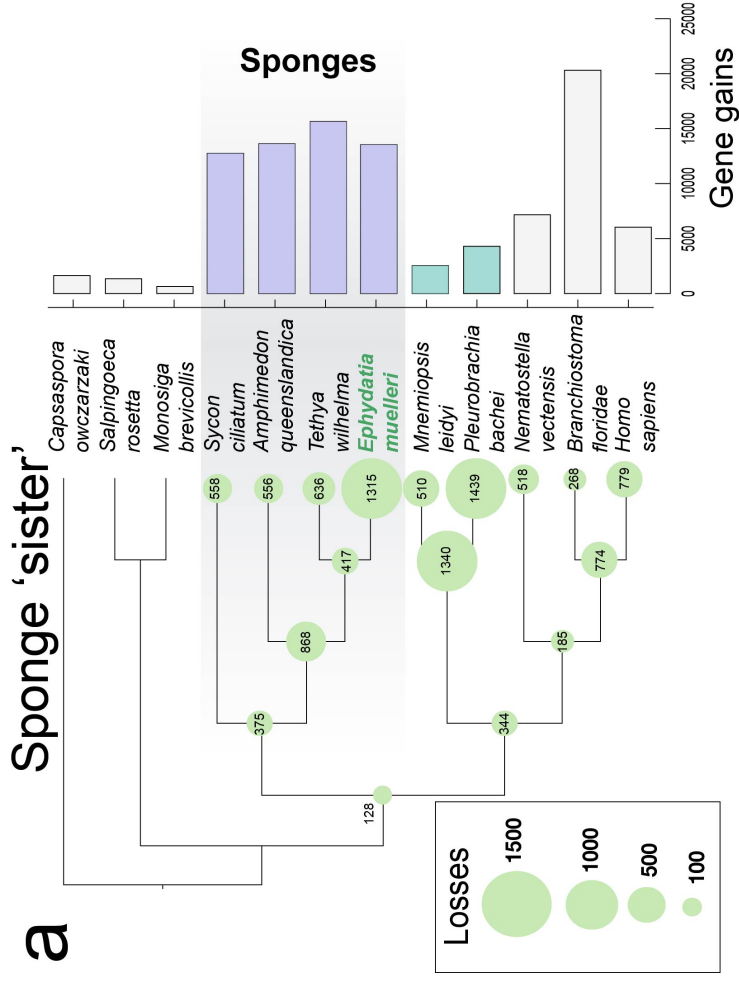 a
Sponge ‘sister’
Capsaspora
owczarzaki
Salpingoeca
rosetta
Monosiga
brevicollis
Sycon
ciliatum
Amphimedon
queenslandica
Tethya
wilhelma
Ephydatia
muelleri
Mnemiopsis
leidyi
Pleurobrachia
bachei
Nematostella
vectensis
Branchiostoma
floridae
Homo
sapiens
Sponges
128
375
868
417
558
556
636
1315
344
1340
510
1439
185
774
518
268
779
Losses
1500
1000
500
100
0
5000
10000
15000
20000
25000
Gene gains